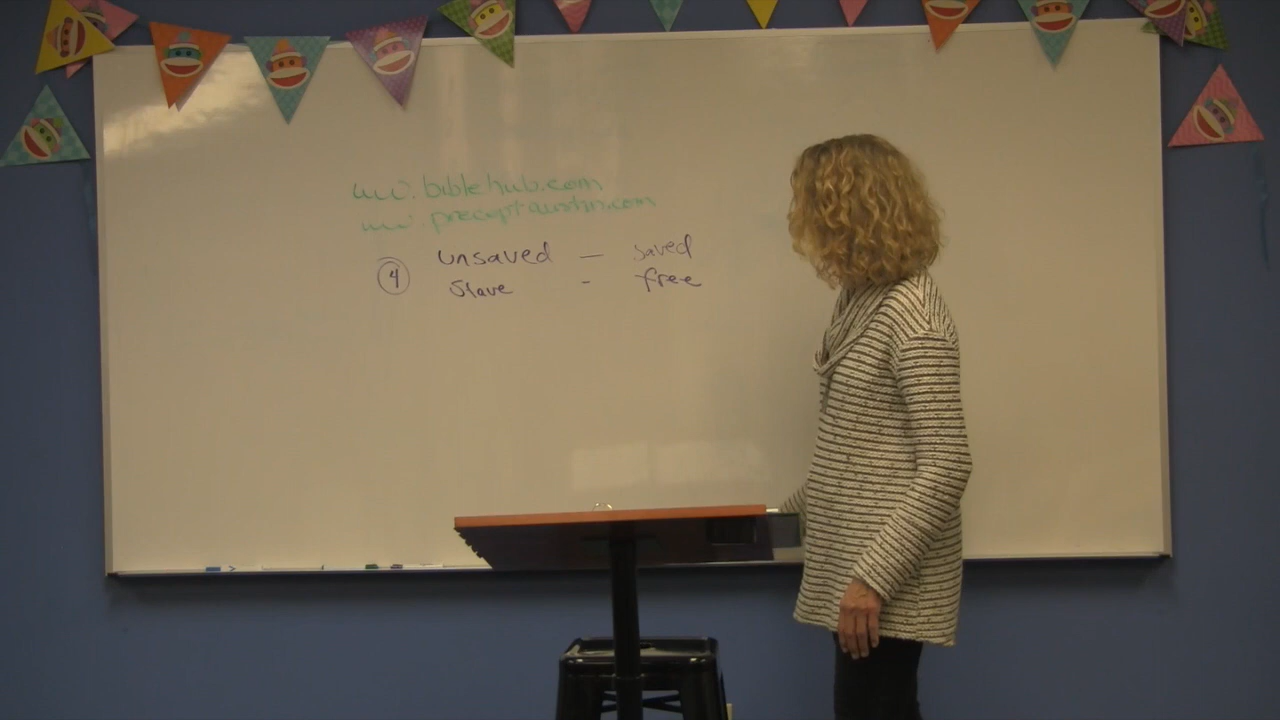 www.biblehub.com
www.preceptaustin.com
unsaved — saved
④ slave - free